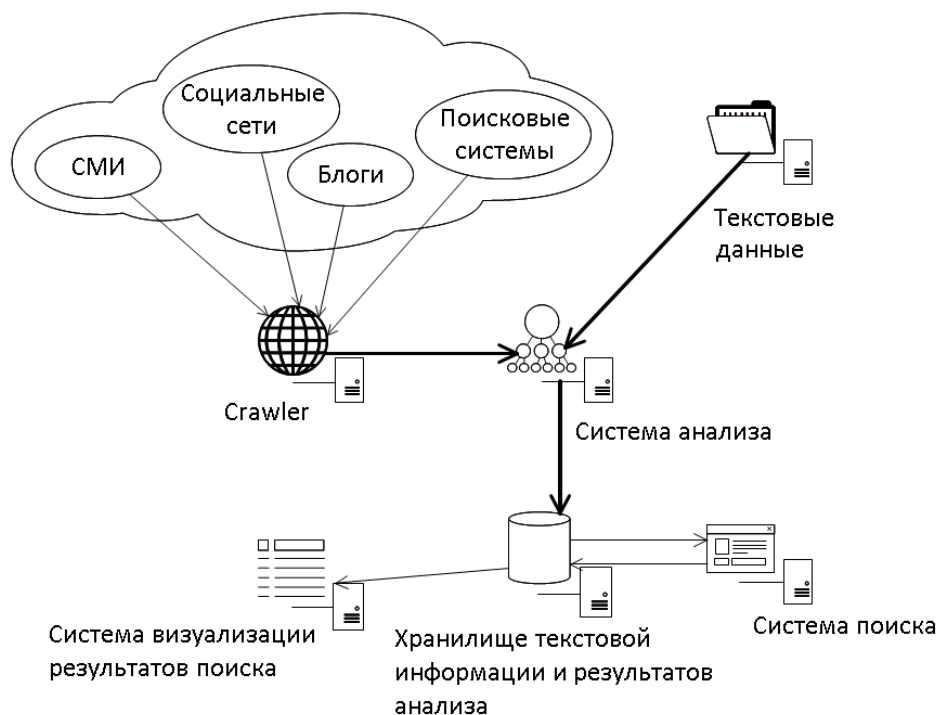 Социальные
сети
Поисковые
системы
СМИ
Блоги
Текстовые
данные
Crawler
Система анализа
Система визуализации
результатов поиска
Хранилище текстовой
информации и результатов
анализа
Система поиска